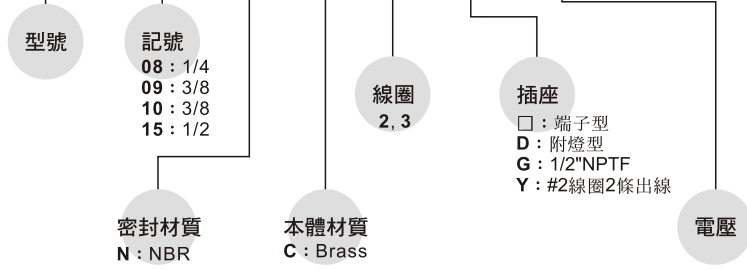 型號
記號
08：1/4
09：3/8
10：3/8
15：1/2
線圈
2, 3
插座
□：端子型
D：附燈型
G：1/2"NPTF
Y：#2線圈2條出線
密封材質
N：NBR
本體材質
C：Brass
電壓